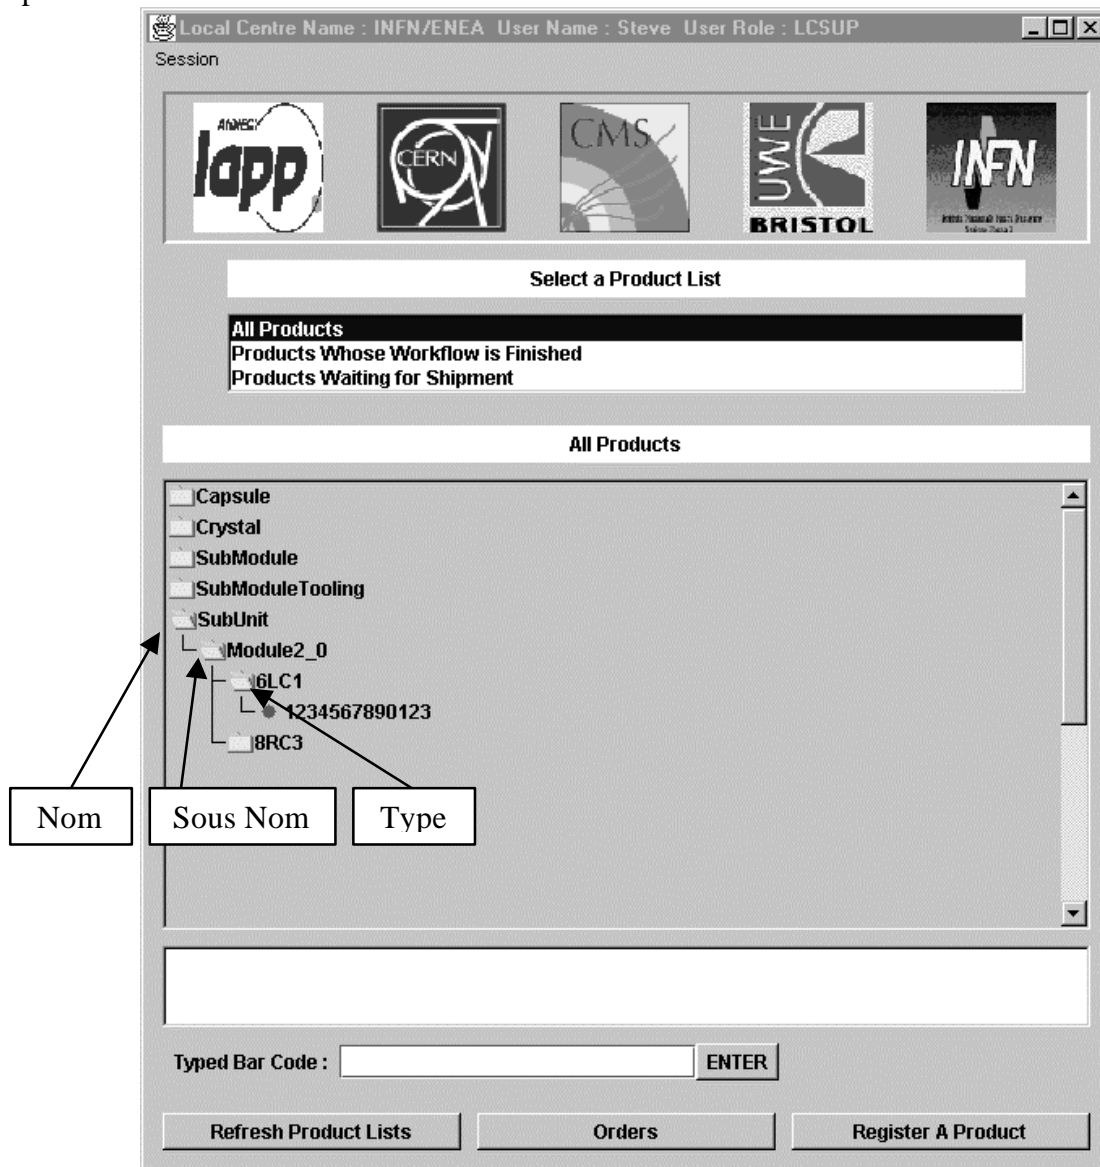 Local Centre Name : INFN/ENEA User Name : Steve User Role : LCSUP
Session
ANNECY
lapp
CERN
CMS
UWE
BRISTOL
INFN
Select a Product List
All Products
Products Whose Workflow is Finished
Products Waiting for Shipment
All Products
Capsule
Crystal
SubModule
SubModuleTooling
SubUnit
Module2_0
6LC1
1234567890123
8RC3
Nom
Sous Nom
Type
Typed Bar Code :
ENTER
Refresh Product Lists
Orders
Register A Product